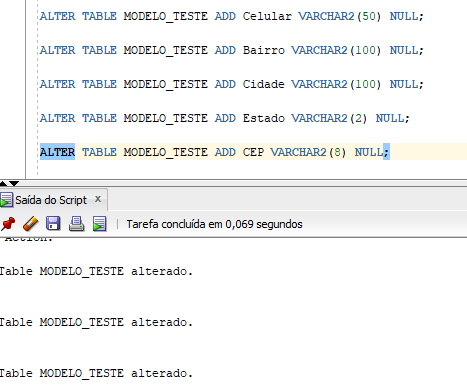 ALTER TABLE MODELO_TESTE ADD Celular VARCHAR2(50) NULL;
ALTER TABLE MODELO_TESTE ADD Bairro VARCHAR2(100) NULL;
ALTER TABLE MODELO_TESTE ADD Cidade VARCHAR2(100) NULL;
ALTER TABLE MODELO_TESTE ADD Estado VARCHAR2(2) NULL;
ALTER TABLE MODELO_TESTE ADD CEP VARCHAR2(8) NULL;
Saída do Script x
Tarefa concluída em 0,069 segundos
Action:
Table MODELO_TESTE alterado.
Table MODELO_TESTE alterado.
Table MODELO_TESTE alterado.